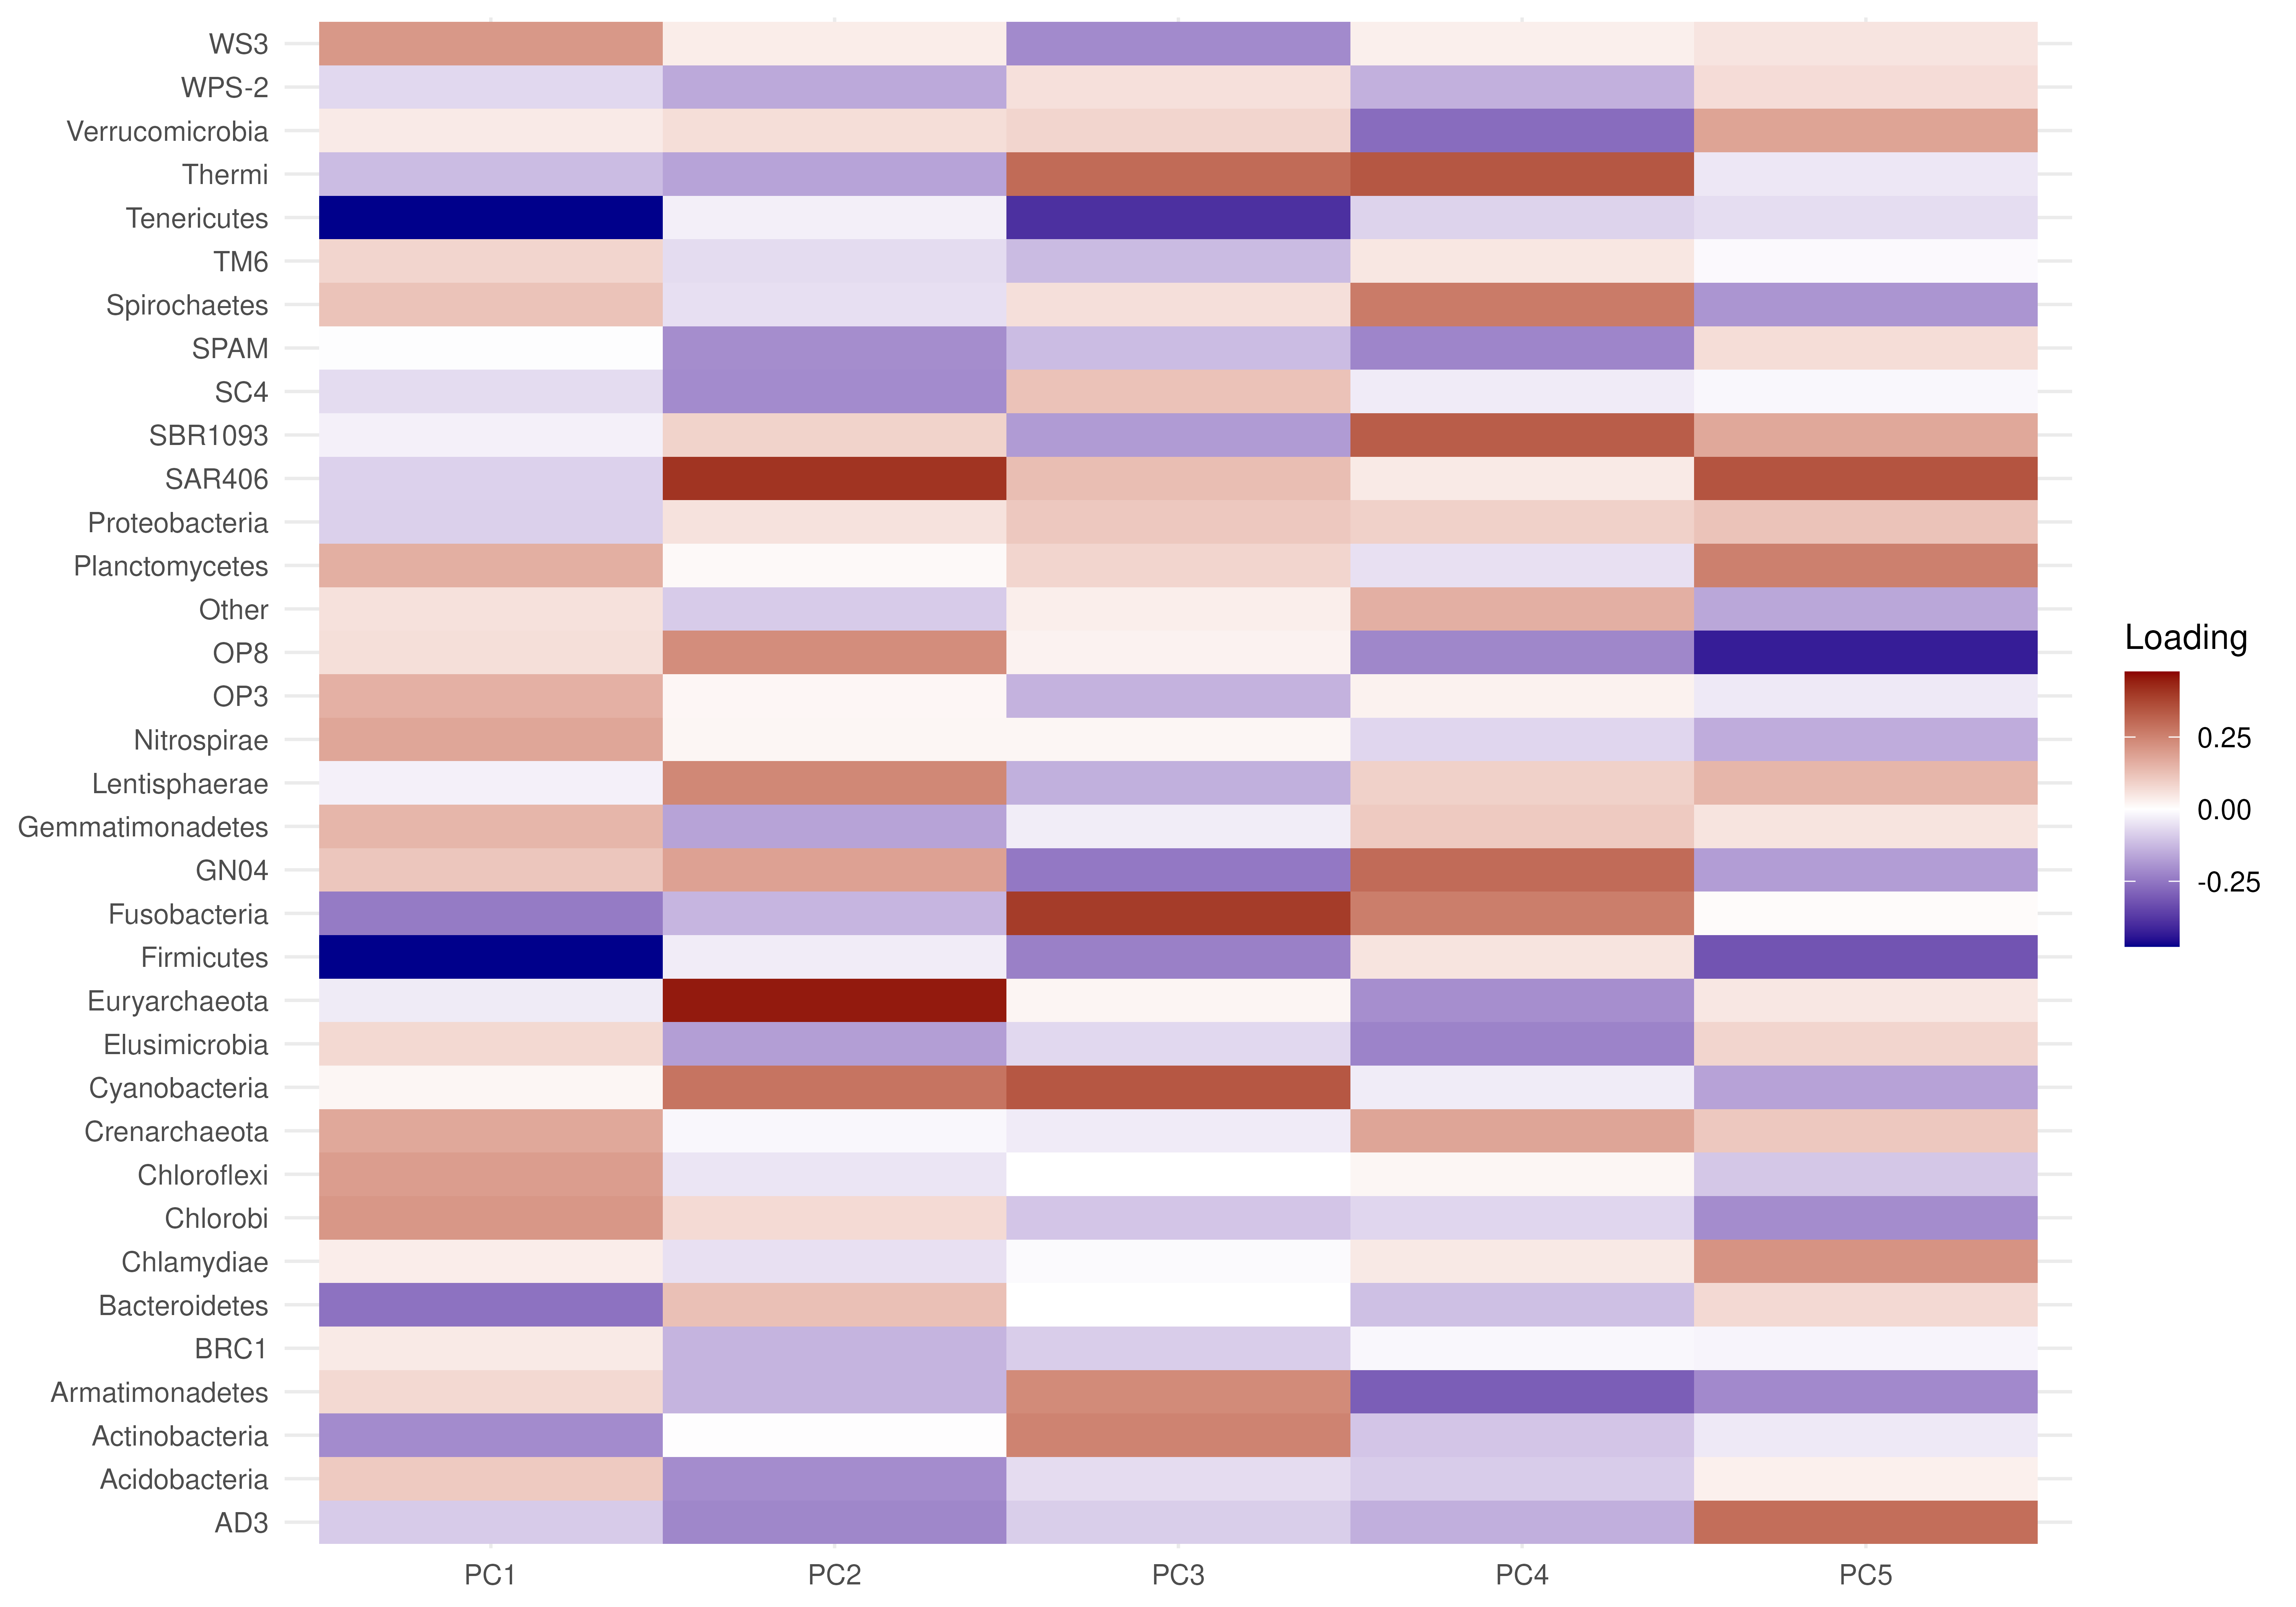 WS3
WPS-2
Verrucomicrobia
Thermi
Tenericutes
TM6
Spirochaetes
SPAM
SC4
SBR1093
SAR406
Proteobacteria
Planctomycetes
Other
OP8
OP3
Nitrospirae
Lentisphaerae
Gemmatimonadetes
GN04
Fusobacteria
Firmicutes
Euryarchaeota
Elusimicrobia
Cyanobacteria
Crenarchaeota
Chloroflexi
Chlorobi
Chlamydiae
Bacteroidetes
BRC1
Armatimonadetes
Actinobacteria
Acidobacteria
AD3
PC1 PC2 PC3 PC4 PC5
Loading
0.25
0.00
-0.25